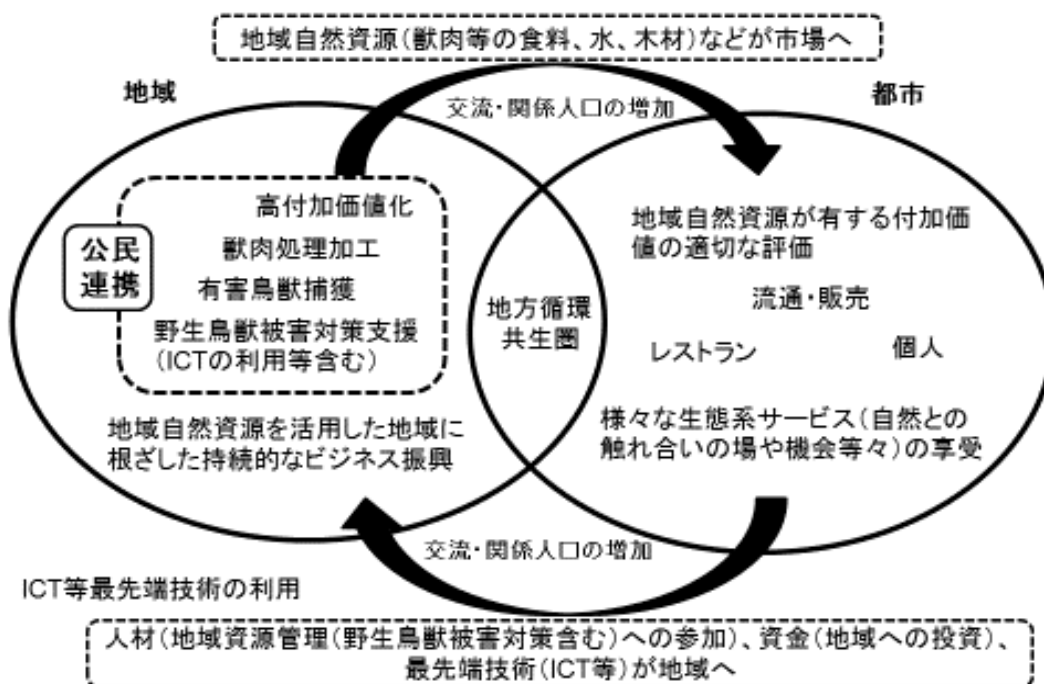 地域自然資源(獣肉等の食料、水、木材)などが市場へ
地域
都市
交流・関係人口の増加
公民
連携
高付加価値化
獣肉処理加工
有害鳥獣捕獲
野生鳥獣被害対策支援
(ICTの利用等含む)
地域自然資源を活用した地域に
根ざした持続的なビジネス振興
地方循環
共生圏
地域自然資源が有する付加価
値の適切な評価
流通・販売
レストラン
個人
様々な生態系サービス(自然との
触れ合いの場や機会等々)の享受
交流・関係人口の増加
ICT等最先端技術の利用
人材(地域資源管理(野生鳥獣被害対策含む)への参加)、資金(地域への投資)、
最先端技術(ICT等)が地域へ